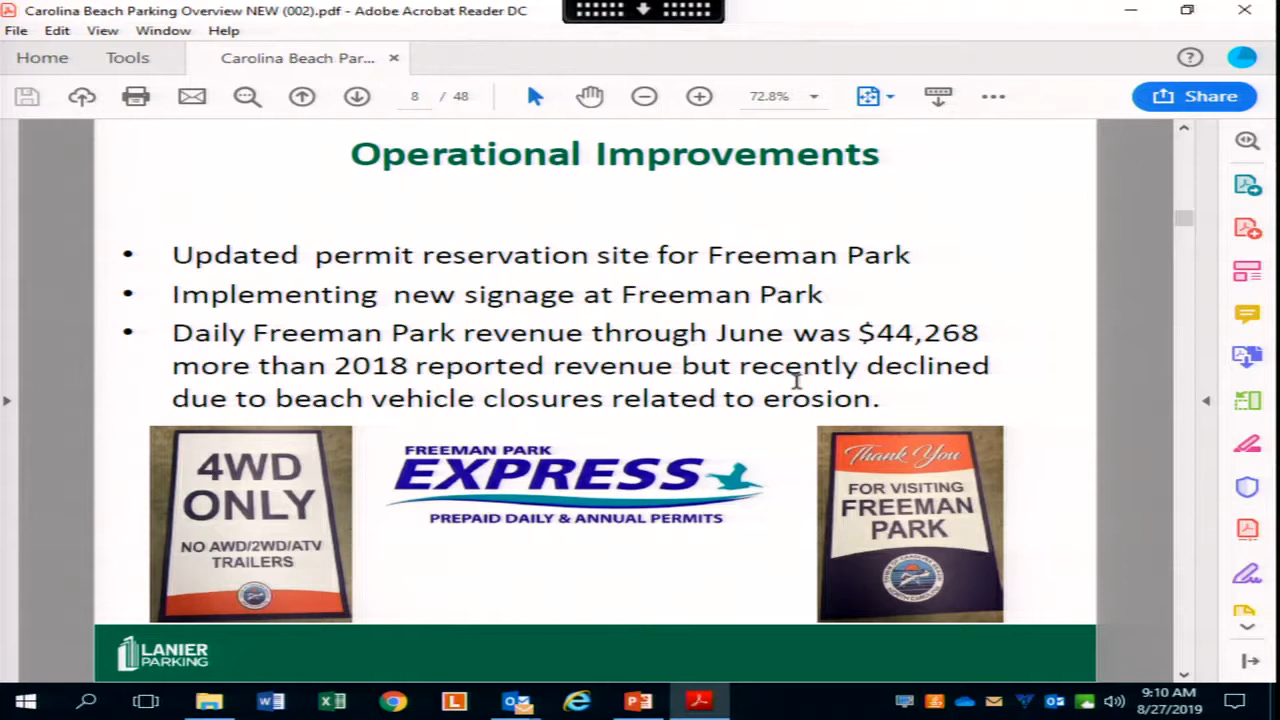 Carolina Beach Parking Overview NEW (002).pdf - Adobe Acrobat Reader DC
File Edit View Window Help
Home Tools Carolina Beach Par... ×
8 / 48 72.8% Share
Operational Improvements
• Updated permit reservation site for Freeman Park
• Implementing new signage at Freeman Park
• Daily Freeman Park revenue through June was $44,268
more than 2018 reported revenue but recently declined
due to beach vehicle closures related to erosion.
4WD
ONLY
NO AWD/2WD/ATV
TRAILERS
FREEMAN PARK
EXPRESS
PREPAID DAILY & ANNUAL PERMITS
Thank You
FOR VISITING
FREEMAN
PARK
LANIER
PARKING
9:10 AM
8/27/2019